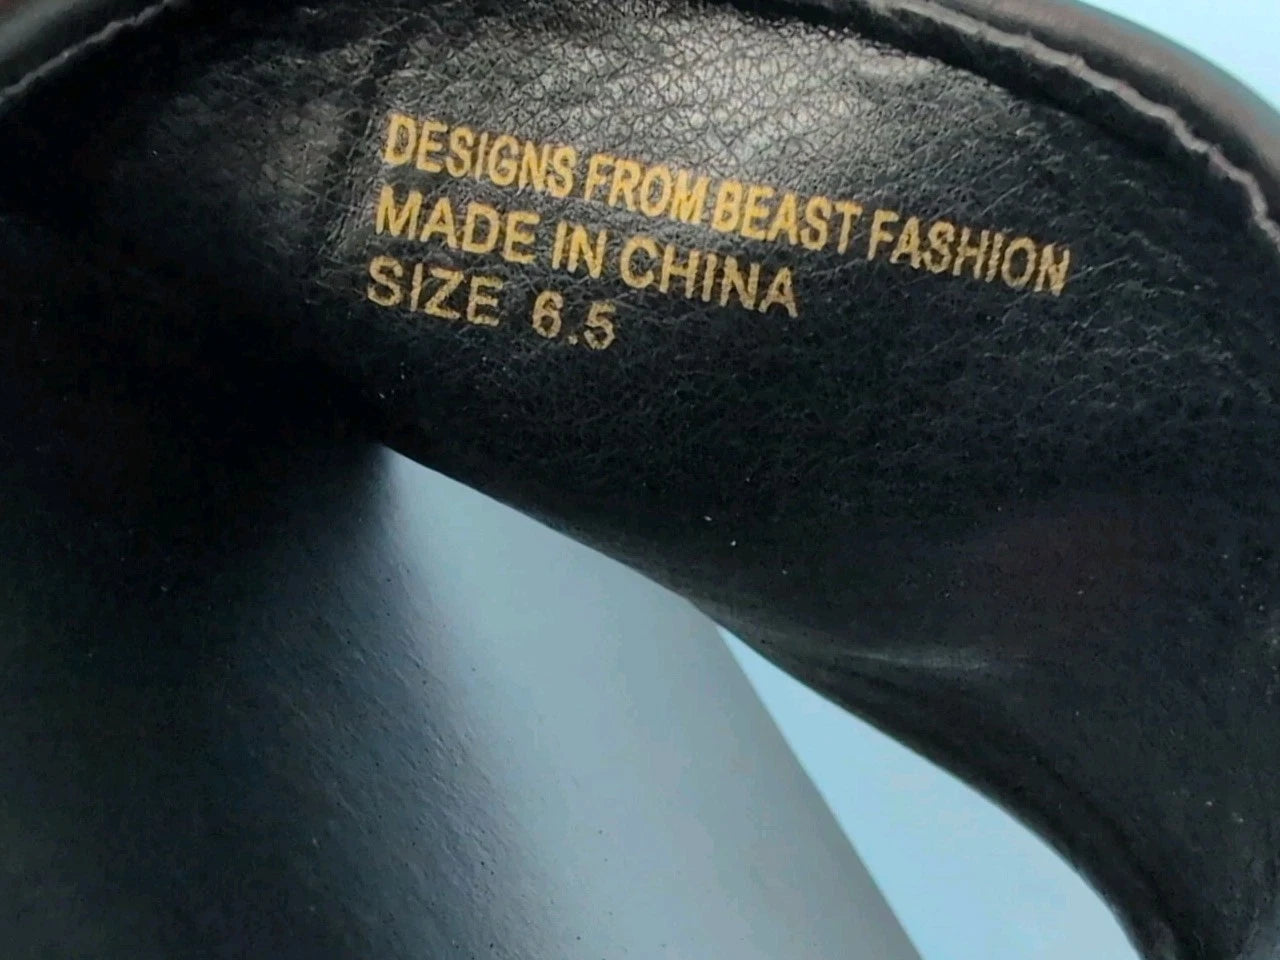 DESIGNS FROM BEAST FASHION
MADE IN CHINA
SIZE 6.5